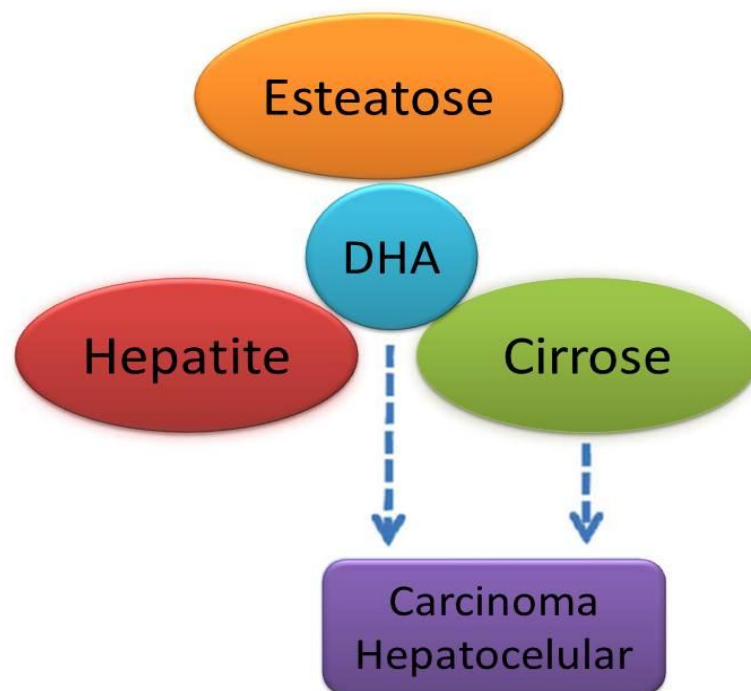 Esteatose
DHA
Hepatite
Cirrose
Carcinoma
Hepatocelular